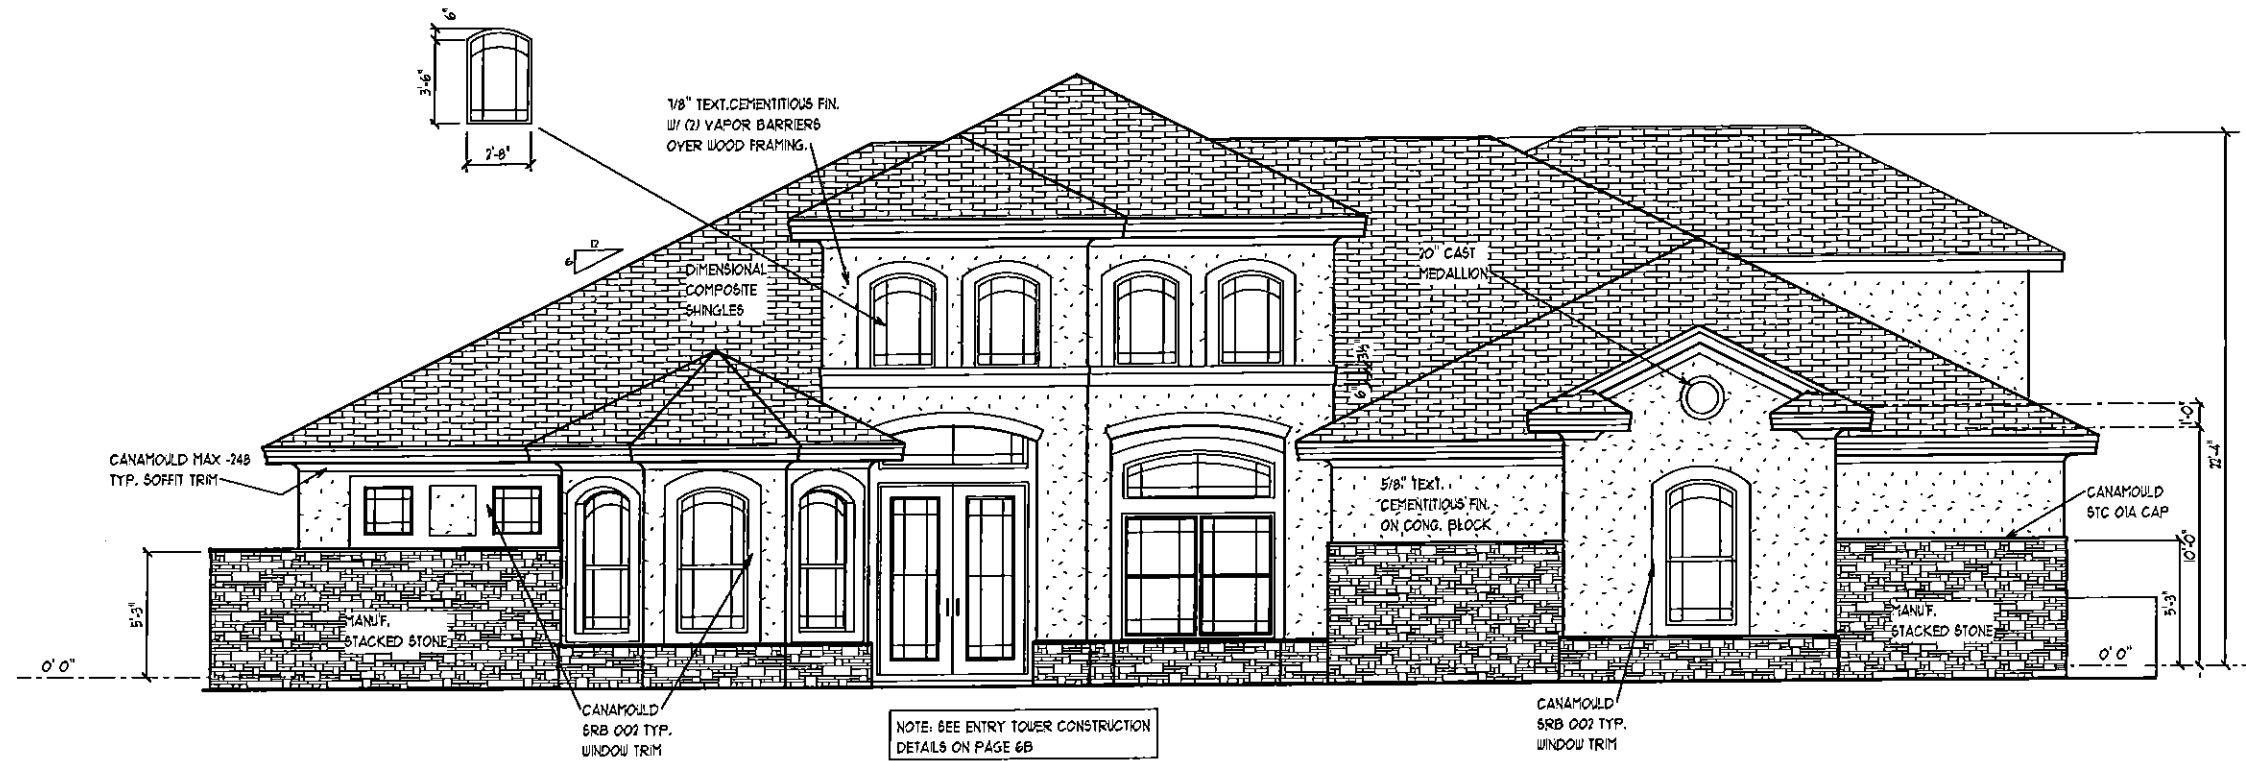 6"
3'-6"
2'-8"
7/8" TEXT.CEMENTITIOUS FIN.
W/ (2) VAPOR BARRIERS
OVER WOOD FRAMING.
12
6
DIMENSIONAL
COMPOSITE
SHINGLES
20" CAST
MEDALLION
CANAMOULD MAX -248
TYP. SOFFIT TRIM
5/8" TEXT.
CEMENTITIOUS FIN.
ON CONC. BLOCK
CANAMOULD
STC 01A CAP
1'-0
22'-4"
10'-0"
5'-3"
5'-3"
MANUF.
STACKED STONE
MANUF.
STACKED STONE
0' 0"
0' 0"
CANAMOULD
SRB 002 TYP.
WINDOW TRIM
NOTE: SEE ENTRY TOWER CONSTRUCTION
DETAILS ON PAGE 6B
CANAMOULD
SRB 002 TYP.
WINDOW TRIM